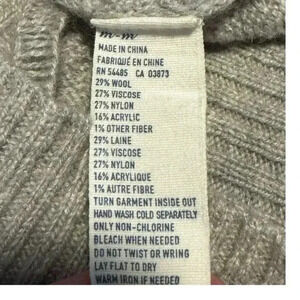 m-m
MADE IN CHINA
FABRIQUÉ EN CHINE
RN 54485 CA 03873
29% WOOL
27% VISCOSE
27% NYLON
16% ACRYLIC
1% OTHER FIBER
29% LAINE
27% VISCOSE
27% NYLON
16% ACRYLIQUE
1% AUTRE FIBRE
TURN GARMENT INSIDE OUT
HAND WASH COLD SEPARATELY
ONLY NON-CHLORINE
BLEACH WHEN NEEDED
DO NOT TWIST OR WRING
LAY FLAT TO DRY
WARM IRON IF NEEDED